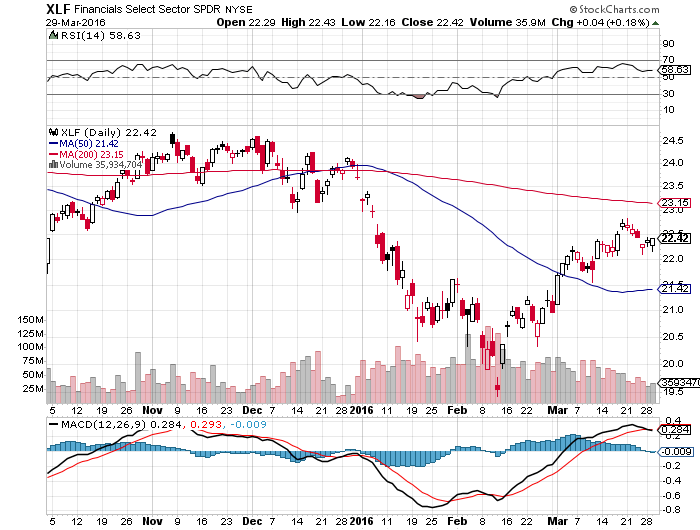 XLF Financials Select Sector SPDR NYSE © StockCharts.com
29-Mar-2016 Open 22.29 High 22.43 Low 22.16 Close 22.42 Volume 35.9M Chg +0.04 (+0.18%)
RSI(14) 58.63
90
70
58.63
50
30
10
XLF (Daily) 22.42
MA(50) 21.42
MA(200) 23.15
Volume 35,934,704
24.5
24.0
23.5
23.15
22.42
22.0
21.42
21.0
20.5
20.0
19.5
150M
125M
100M
75M
50M
25M
5 12 19 26 Nov 9 16 23 Dec 7 14 21 28 2016 11 19 25 Feb 8 16 22 Mar 7 14 21 28
MACD(12,26,9) 0.284, 0.293, -0.009
0.284
-0.009
-0.2
-0.4
-0.6
-0.8
5 12 19 26 Nov 9 16 23 Dec 7 14 21 28 2016 11 19 25 Feb 8 16 22 Mar 7 14 21 28